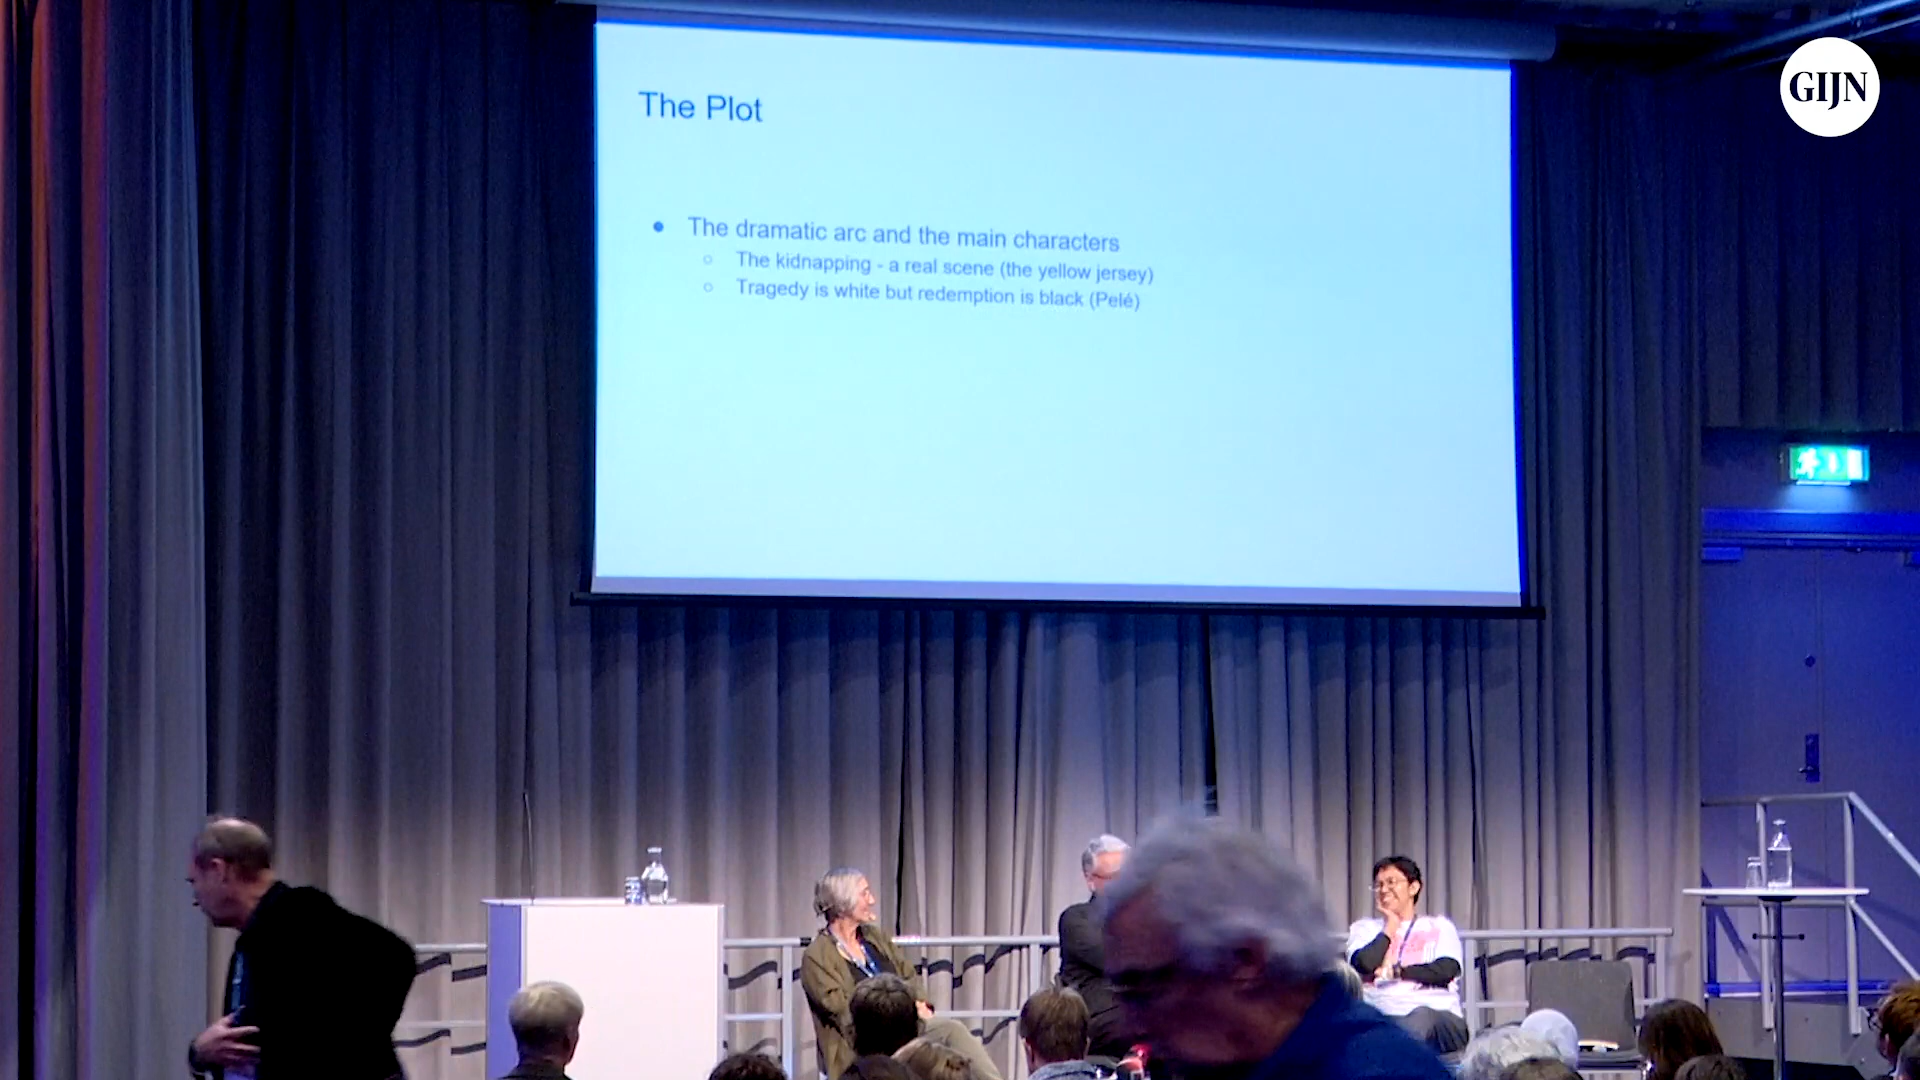 GIJN
The Plot
● The dramatic arc and the main characters
○ The kidnapping - a real scene (the yellow jersey)
○ Tragedy is white but redemption is black (Pelé)